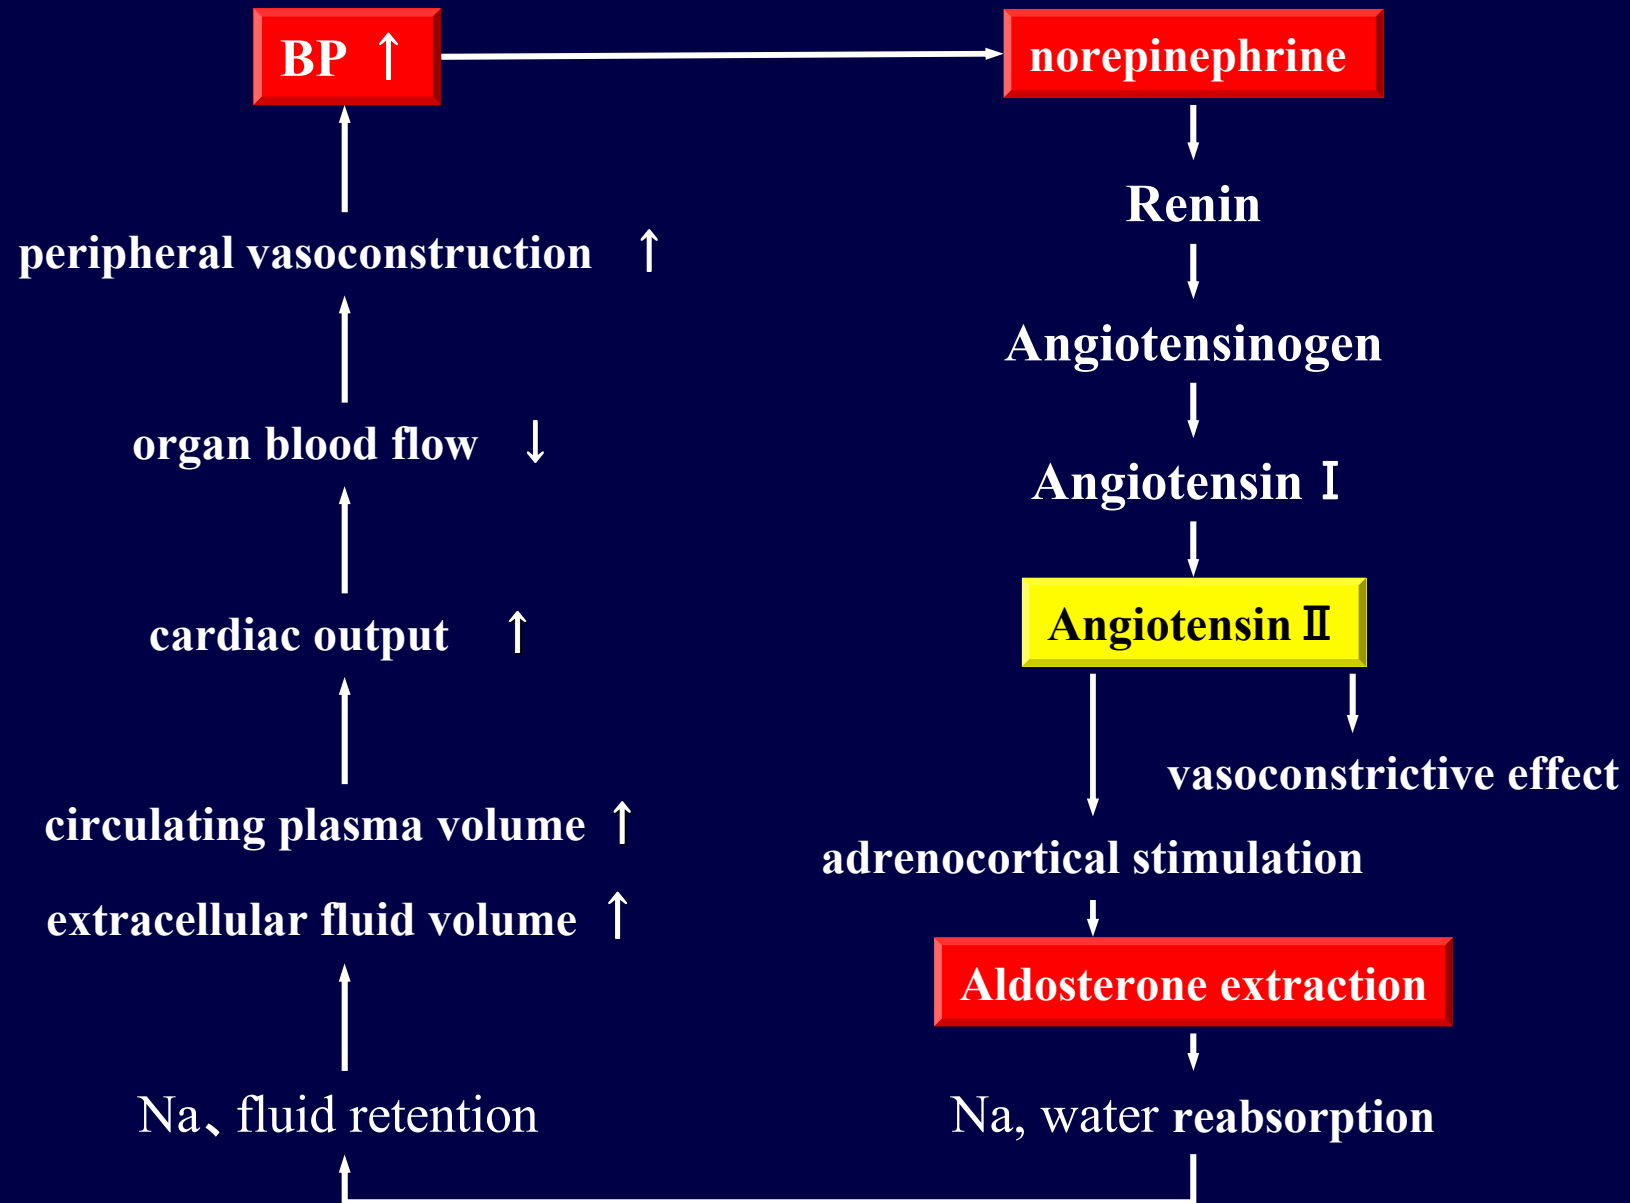 BP ↑
norepinephrine
Renin
peripheral vasoconstruction ↑
Angiotensinogen
organ blood flow ↓
Angiotensin Ⅰ
Angiotensin Ⅱ
cardiac output ↑
vasoconstrictive effect
circulating plasma volume ↑
adrenocortical stimulation
extracellular fluid volume ↑
Aldosterone extraction
Na、fluid retention
Na, water reabsorption